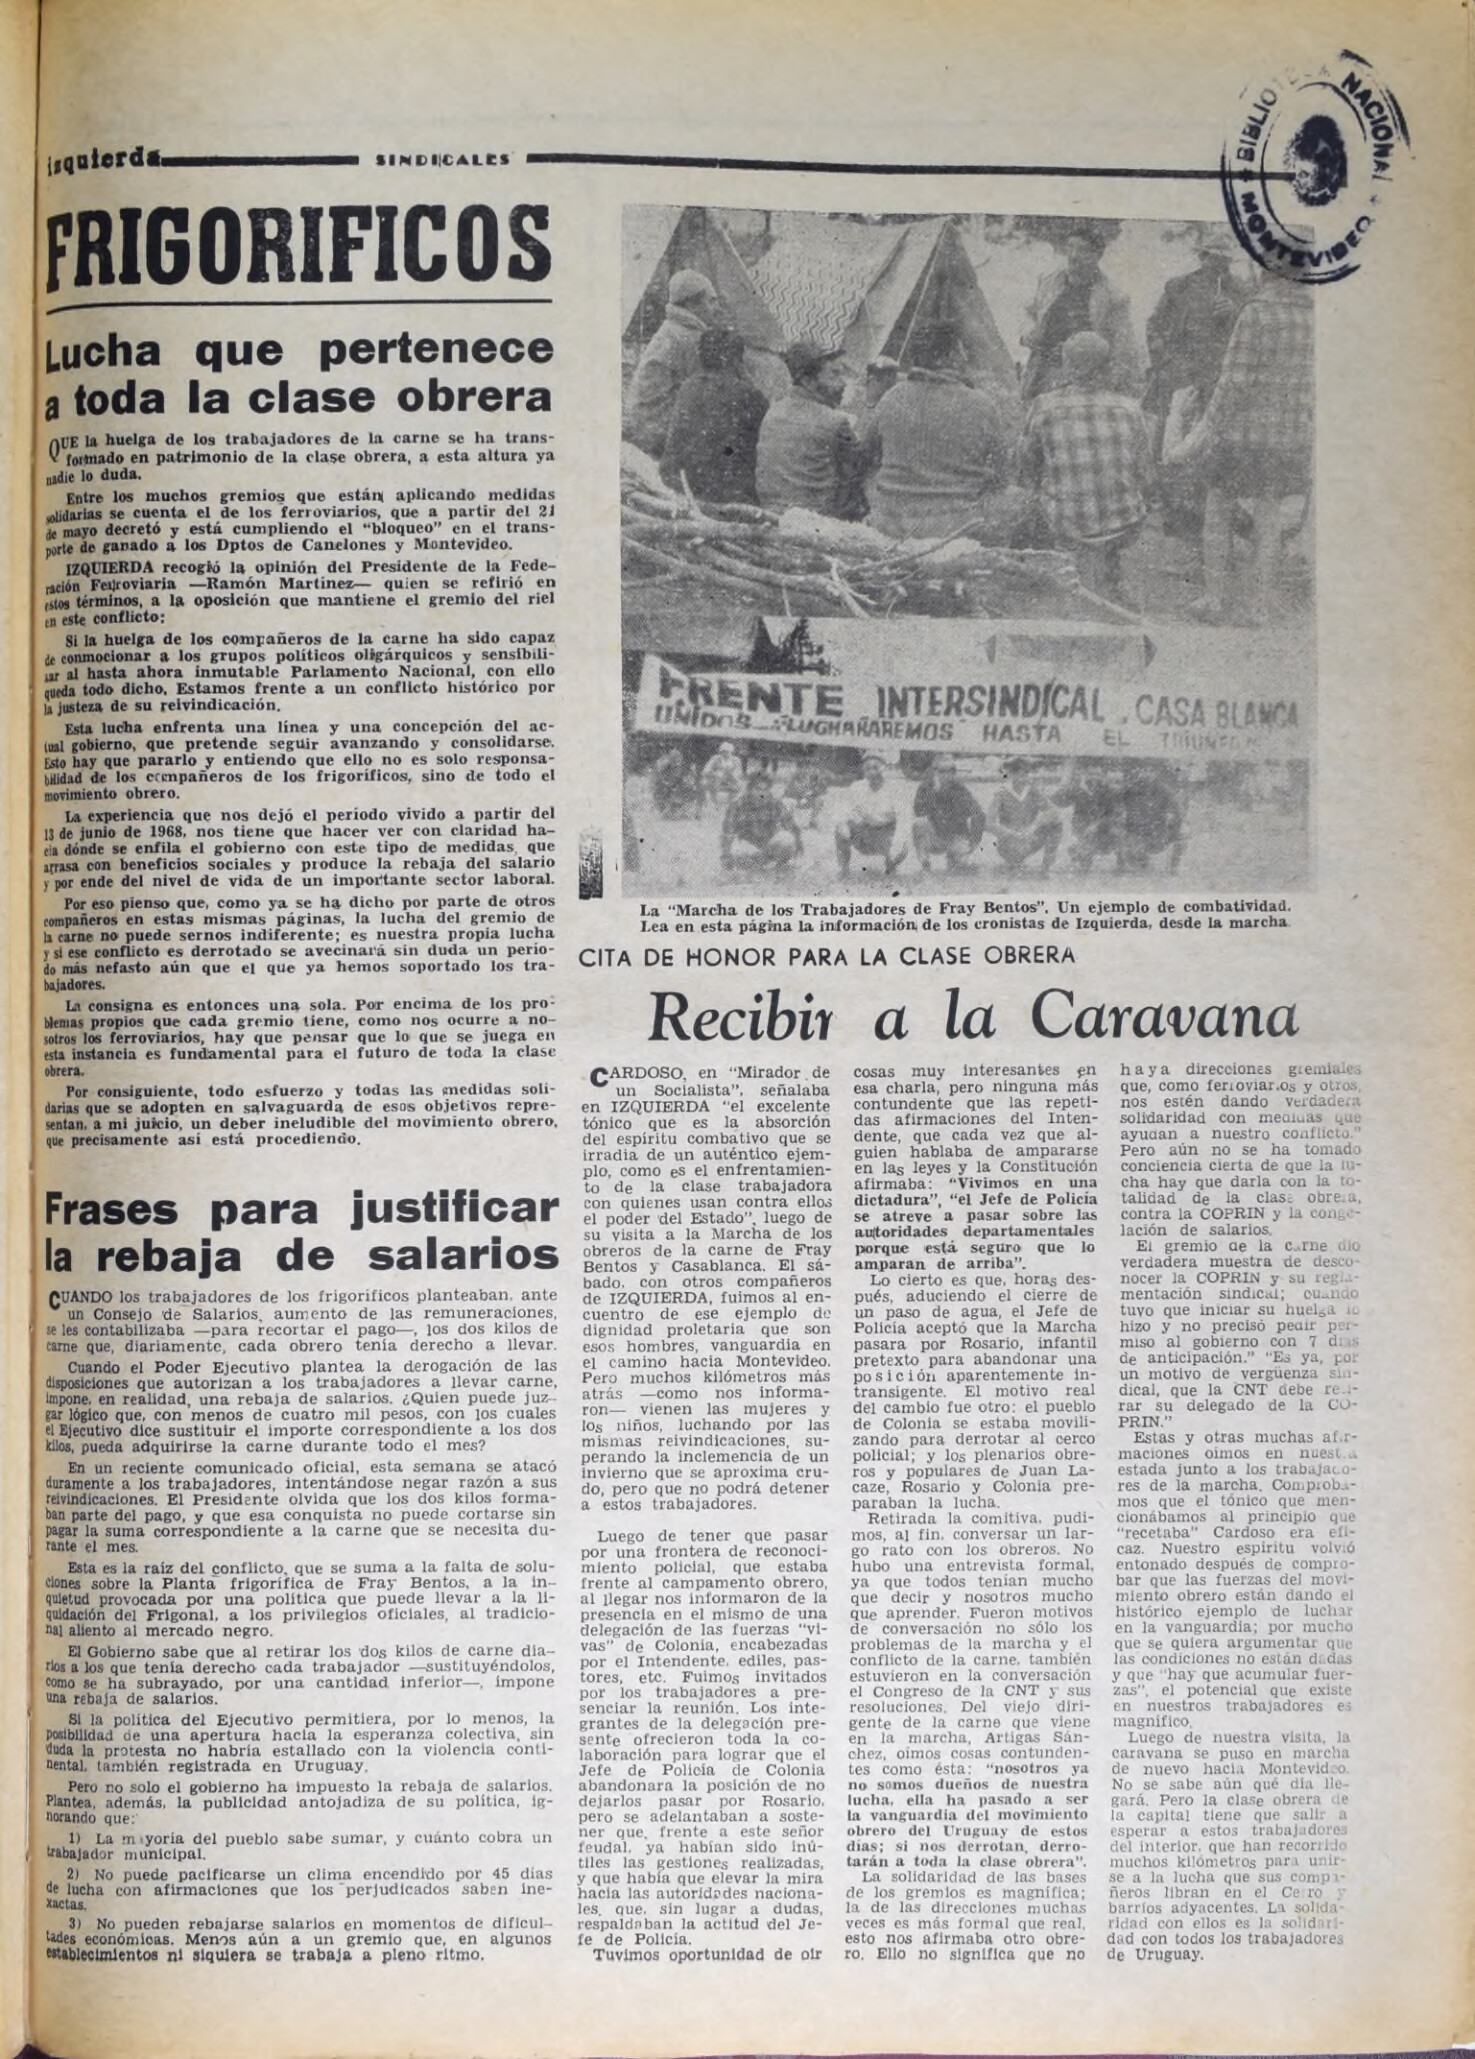 izquierda
SINDICALES
BIBLIOTECA NACIONAL
MONTEVIDEO
FRIGORIFICOS
Lucha que pertenece
a toda la clase obrera
QUE la huelga de los trabajadores de la carne se ha trans-
formado en patrimonio de la clase obrera, a esta altura ya
nadie lo duda.
Entre los muchos gremios que están aplicando medidas
solidarias se cuenta el de los ferroviarios, que a partir del 21
de mayo decretó y está cumpliendo el "bloqueo" en el trans-
porte de ganado a los Dptos de Canelones y Montevideo.
IZQUIERDA recogió la opinión del Presidente de la Fede-
ración Ferroviaria —Ramón Martínez— quien se refirió en
estos términos, a la oposición que mantiene el gremio del riel
en este conflicto:
Si la huelga de los compañeros de la carne ha sido capaz
de conmocionar a los grupos políticos oligárquicos y sensibili-
zar al hasta ahora inmutable Parlamento Nacional, con ello
queda todo dicho. Estamos frente a un conflicto histórico por
la justeza de su reivindicación.
Esta lucha enfrenta una línea y una concepción del ac-
tual gobierno, que pretende seguir avanzando y consolidarse.
Esto hay que pararlo y entiendo que ello no es solo responsa-
bilidad de los compañeros de los frigoríficos, sino de todo el
movimiento obrero.
La experiencia que nos dejó el período vivido a partir del
13 de junio de 1968, nos tiene que hacer ver con claridad ha-
cia dónde se enfila el gobierno con este tipo de medidas que
arrasa con beneficios sociales y produce la rebaja del salario
y por ende del nivel de vida de un importante sector laboral.
Por eso pienso que, como ya se ha dicho por parte de otros
compañeros en estas mismas páginas, la lucha del gremio de
la carne no puede sernos indiferente; es nuestra propia lucha
y si ese conflicto es derrotado se avecinará sin duda un perío-
do más nefasto aún que el que ya hemos soportado los tra-
bajadores.
La consigna es entonces una sola. Por encima de los pro-
blemas propios que cada gremio tiene, como nos ocurre a no-
sotros los ferroviarios, hay que pensar que lo que se juega en
esta instancia es fundamental para el futuro de toda la clase
obrera.
Por consiguiente, todo esfuerzo y todas las medidas soli-
darias que se adopten en salvaguarda de esos objetivos repre-
sentan, a mi juicio, un deber ineludible del movimiento obrero,
que precisamente así está procediendo.
Frases para justificar
la rebaja de salarios
CUANDO los trabajadores de los frigoríficos planteaban, ante
un Consejo de Salarios, aumento de las remuneraciones,
se les contabilizaba —para recortar el pago—, los dos kilos de
carne que, diariamente, cada obrero tenía derecho a llevar.
Cuando el Poder Ejecutivo plantea la derogación de las
disposiciones que autorizan a los trabajadores a llevar carne,
impone, en realidad, una rebaja de salarios. ¿Quien puede juz-
gar lógico que, con menos de cuatro mil pesos, con los cuales
el Ejecutivo dice sustituir el importe correspondiente a los dos
kilos, pueda adquirirse la carne durante todo el mes?
En un reciente comunicado oficial, esta semana se atacó
duramente a los trabajadores, intentándose negar razón a sus
reivindicaciones. El Presidente olvida que los dos kilos forma-
ban parte del pago, y que esa conquista no puede cortarse sin
pagar la suma correspondiente a la carne que se necesita du-
rante el mes.
Esta es la raíz del conflicto, que se suma a la falta de solu-
ciones sobre la Planta frigorífica de Fray Bentos, a la in-
quietud provocada por una política que puede llevar a la li-
quidación del Frigonal, a los privilegios oficiales, al tradicio-
nal aliento al mercado negro.
El Gobierno sabe que al retirar los dos kilos de carne dia-
rios a los que tenía derecho cada trabajador —sustituyéndolos,
como se ha subrayado, por una cantidad inferior—, impone
una rebaja de salarios.
Si la política del Ejecutivo permitiera, por lo menos, la
posibilidad de una apertura hacia la esperanza colectiva, sin
duda la protesta no habría estallado con la violencia conti-
nental, también registrada en Uruguay.
Pero no solo el gobierno ha impuesto la rebaja de salarios.
Plantea, además, la publicidad antojadiza de su política, ig-
norando que:
1) La mayoría del pueblo sabe sumar, y cuánto cobra un
trabajador municipal.
2) No puede pacificarse un clima encendido por 45 días
de lucha con afirmaciones que los perjudicados saben ine-
xactas.
3) No pueden rebajarse salarios en momentos de dificul-
tades económicas. Menos aún a un gremio que, en algunos
establecimientos ni siquiera se trabaja a pleno ritmo.
FRENTE INTERSINDICAL. CASA BLANCA
UNIDOS LUCHAÑAREMOS HASTA EL TRIUNFO
La "Marcha de los Trabajadores de Fray Bentos". Un ejemplo de combatividad.
Lea en esta página la información de los cronistas de Izquierda, desde la marcha.
CITA DE HONOR PARA LA CLASE OBRERA
Recibir a la Caravana
CARDOSO, en "Mirador de
un Socialista", señalaba
en IZQUIERDA "el excelente
tónico que es la absorción
del espíritu combativo que se
irradia de un auténtico ejem-
plo, como es el enfrentamien-
to de la clase trabajadora
con quienes usan contra ellos
el poder del Estado", luego de
su visita a la Marcha de los
obreros de la carne de Fray
Bentos y Casablanca. El sá-
bado, con otros compañeros
de IZQUIERDA, fuimos al en-
cuentro de ese ejemplo de
dignidad proletaria que son
esos hombres, vanguardia en
el camino hacia Montevideo.
Pero muchos kilómetros más
atrás —como nos informa-
ron— vienen las mujeres y
los niños, luchando por las
mismas reivindicaciones, su-
perando la inclemencia de un
invierno que se aproxima cru-
do, pero que no podrá detener
a estos trabajadores.
Luego de tener que pasar
por una frontera de reconoci-
miento policial, que estaba
frente al campamento obrero,
al llegar nos informaron de la
presencia en el mismo de una
delegación de las fuerzas "vi-
vas" de Colonia, encabezadas
por el Intendente, ediles, pas-
tores, etc. Fuimos invitados
por los trabajadores a pre-
senciar la reunión. Los inte-
grantes de la delegación pre-
sente ofrecieron toda la co-
laboración para lograr que el
Jefe de Policía de Colonia
abandonara la posición de no
dejarlos pasar por Rosario,
pero se adelantaban a soste-
ner que, frente a este señor
feudal, ya habían sido inú-
tiles las gestiones realizadas,
y que había que elevar la mira
hacia las autoridades naciona-
les, que, sin lugar a dudas,
respaldaban la actitud del Je-
fe de Policía.
Tuvimos oportunidad de oir
cosas muy interesantes en
esa charla, pero ninguna más
contundente que las repeti-
das afirmaciones del Inten-
dente, que cada vez que al-
guien hablaba de ampararse
en las leyes y la Constitución
afirmaba: "Vivimos en una
dictadura", "el Jefe de Policía
se atreve a pasar sobre las
autoridades departamentales
porque está seguro que lo
amparan de arriba".
Lo cierto es que, horas des-
pués, aduciendo el cierre de
un paso de agua, el Jefe de
Policía aceptó que la Marcha
pasara por Rosario, infantil
pretexto para abandonar una
posición aparentemente in-
transigente. El motivo real
del cambio fue otro: el pueblo
de Colonia se estaba movili-
zando para derrotar al cerco
policial; y los plenarios obre-
ros y populares de Juan La-
caze, Rosario y Colonia pre-
paraban la lucha.
Retirada la comitiva, pudi-
mos, al fin, conversar un lar-
go rato con los obreros. No
hubo una entrevista formal,
ya que todos tenían mucho
que decir y nosotros mucho
que aprender. Fueron motivos
de conversación no sólo los
problemas de la marcha y el
conflicto de la carne, también
estuvieron en la conversación
el Congreso de la CNT y sus
resoluciones. Del viejo diri-
gente de la carne que viene
en la marcha, Artigas Sán-
chez, oimos cosas contunden-
tes como ésta: "nosotros ya
no somos dueños de nuestra
lucha, ella ha pasado a ser
la vanguardia del movimiento
obrero del Uruguay de estos
días; si nos derrotan, derro-
tarán a toda la clase obrera".
La solidaridad de las bases
de los gremios es magnífica;
la de las direcciones muchas
veces es más formal que real,
esto nos afirmaba otro obre-
ro. Ello no significa que no
haya direcciones gremiales
que, como ferroviarios y otros,
nos estén dando verdadera
solidaridad con medidas que
ayudan a nuestro conflicto."
Pero aún no se ha tomado
conciencia cierta de que la lu-
cha hay que darla con la to-
talidad de la clase obrera,
contra la COPRIN y la conge-
lación de salarios.
El gremio de la carne dio
verdadera muestra de desco-
nocer la COPRIN y su regla-
mentación sindical; cuando
tuvo que iniciar su huelga lo
hizo y no precisó pedir per-
miso al gobierno con 7 días
de anticipación." "Es ya, por
un motivo de vergüenza sin-
dical, que la CNT debe reti-
rar su delegado de la CO-
PRIN."
Estas y otras muchas afir-
maciones oimos en nuestra
estada junto a los trabajado-
res de la marcha. Comproba-
mos que el tónico que men-
cionábamos al principio que
"recetaba" Cardoso era efi-
caz. Nuestro espíritu volvió
entonado después de compro-
bar que las fuerzas del movi-
miento obrero están dando el
histórico ejemplo de luchar
en la vanguardia; por mucho
que se quiera argumentar que
las condiciones no están dadas
y que "hay que acumular fuer-
zas", el potencial que existe
en nuestros trabajadores es
magnífico.
Luego de nuestra visita, la
caravana se puso en marcha
de nuevo hacia Montevideo.
No se sabe aún qué día lle-
gará. Pero la clase obrera de
la capital tiene que salir a
esperar a estos trabajadores
del interior, que han recorrido
muchos kilómetros para unir-
se a la lucha que sus compa-
ñeros libran en el Cerro y
barrios adyacentes. La solida-
ridad con ellos es la solidari-
dad con todos los trabajadores
de Uruguay.